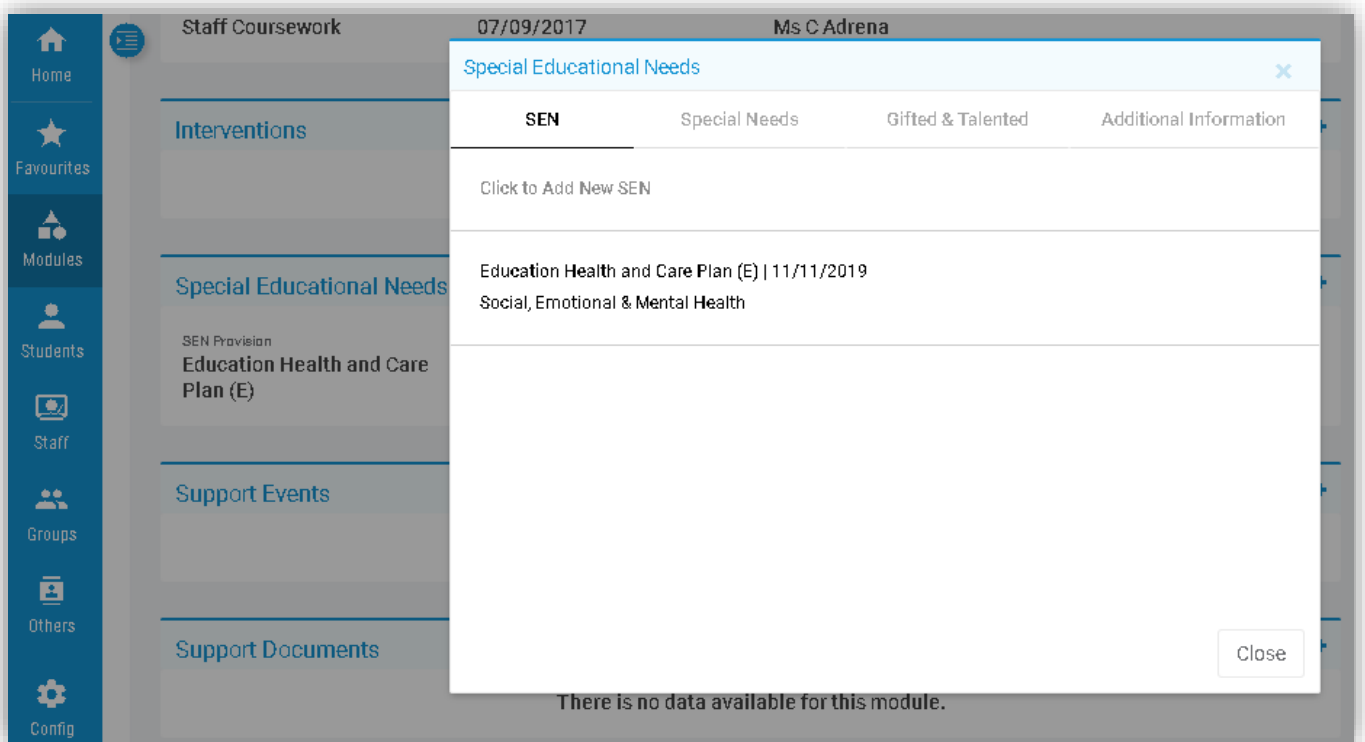 Home
Favourites
Modules
Students
Staff
Groups
Others
Config
Staff Coursework 07/09/2017 Ms C Adrena
Interventions
Special Educational Needs
SEN Provision
Education Health and Care
Plan (E)
Support Events
Support Documents
There is no data available for this module.
Special Educational Needs
SEN Special Needs Gifted & Talented Additional Information
Click to Add New SEN
Education Health and Care Plan (E) | 11/11/2019
Social, Emotional & Mental Health
Close